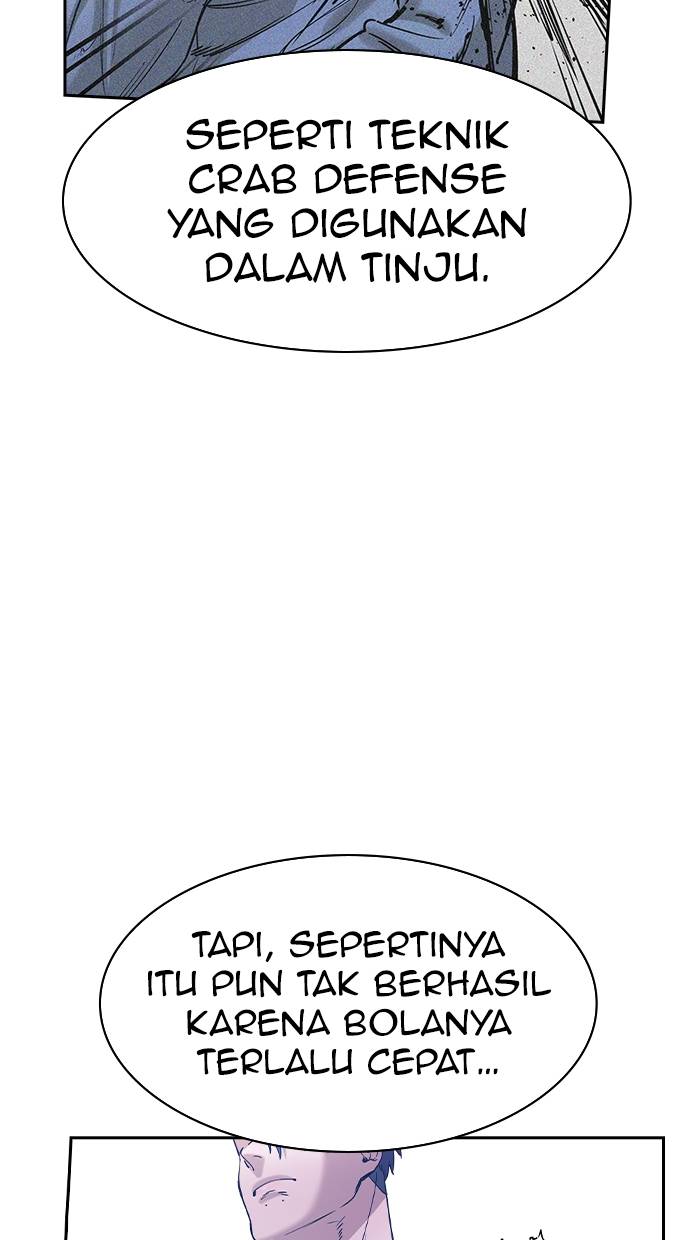 SEPERTI TEKNIK
CRAB DEFENSE
YANG DIGUNAKAN
DALAM TINJU.
TAPI, SEPERTINYA
ITU PUN TAK BERHASIL
KARENA BOLANYA
TERLALU CEPAT...